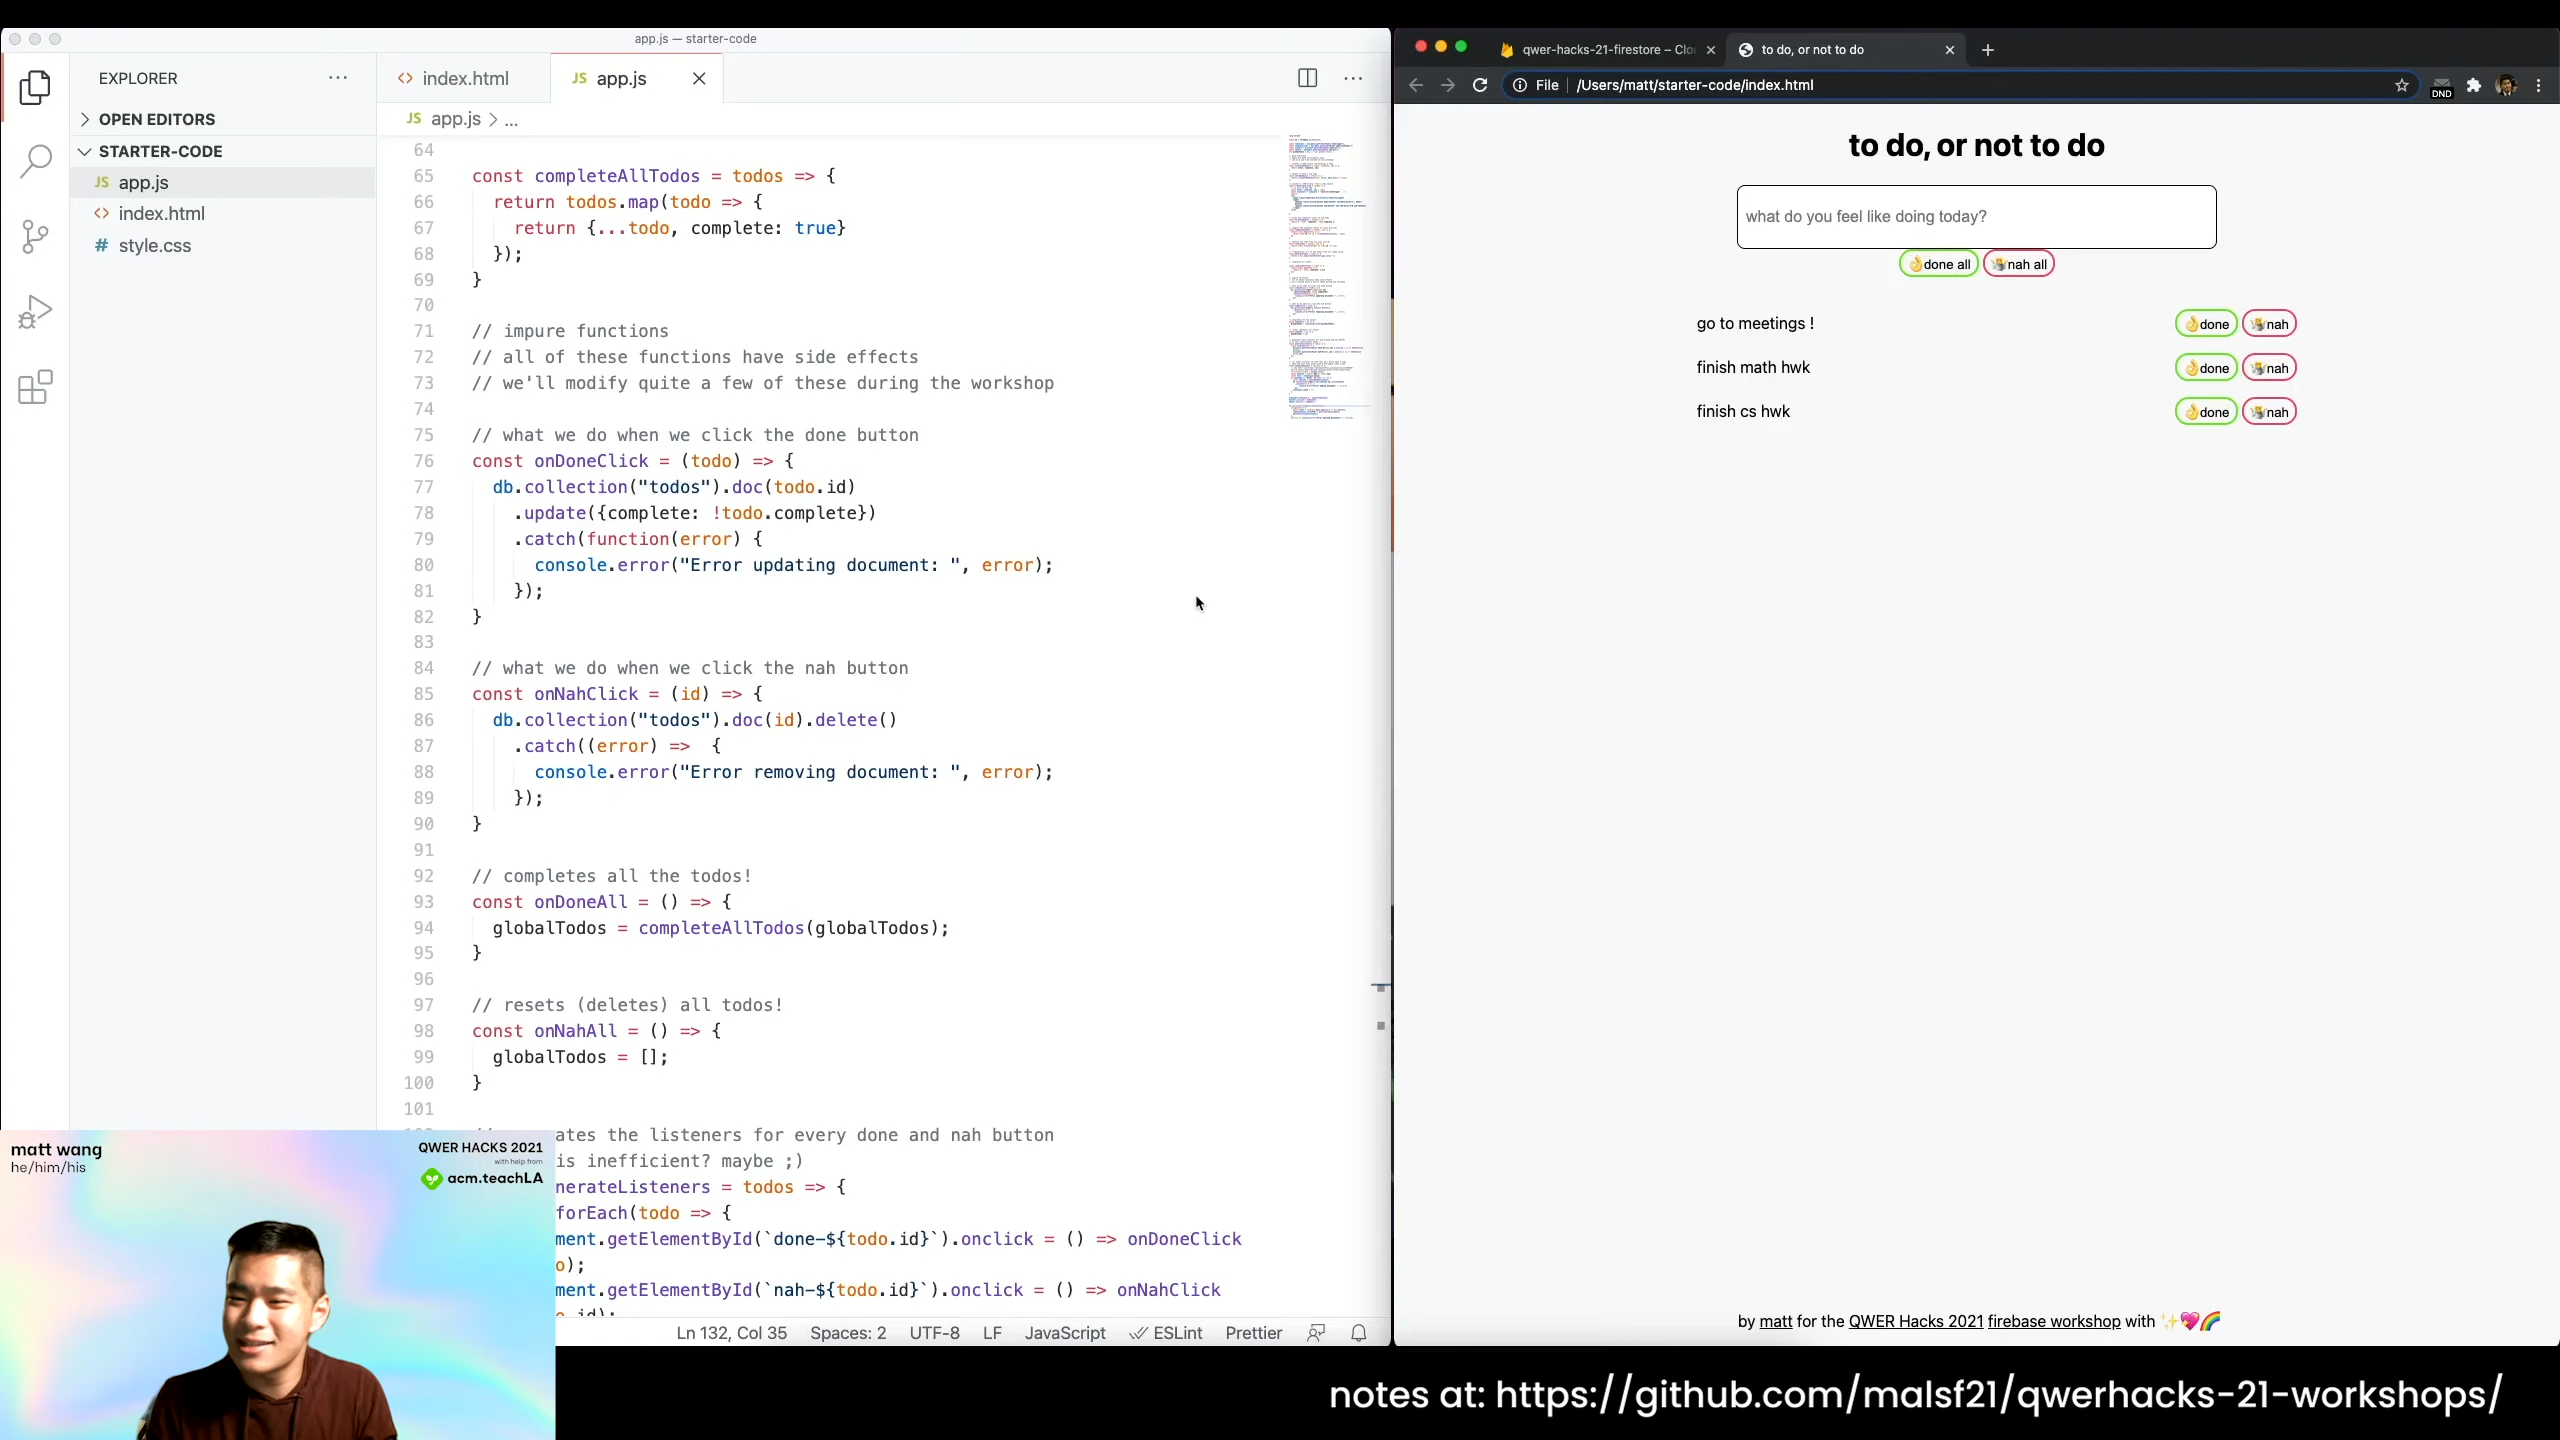 app.js — starter-code
EXPLORER
OPEN EDITORS
STARTER-CODE
JS app.js
<> index.html
# style.css
<> index.html
JS app.js
JS app.js > ...
64
65 const completeAllTodos = todos => {
66 return todos.map(todo => {
67 return {...todo, complete: true}
68 });
69 }
70
71 // impure functions
72 // all of these functions have side effects
73 // we'll modify quite a few of these during the workshop
74
75 // what we do when we click the done button
76 const onDoneClick = (todo) => {
77 db.collection("todos").doc(todo.id)
78 .update({complete: !todo.complete})
79 .catch(function(error) {
80 console.error("Error updating document: ", error);
81 });
82 }
83
84 // what we do when we click the nah button
85 const onNahClick = (id) => {
86 db.collection("todos").doc(id).delete()
87 .catch((error) =>  {
88 console.error("Error removing document: ", error);
89 });
90 }
91
92 // completes all the todos!
93 const onDoneAll = () => {
94 globalTodos = completeAllTodos(globalTodos);
95 }
96
97 // resets (deletes) all todos!
98 const onNahAll = () => {
99 globalTodos = [];
100 }
101
ates the listeners for every done and nah button
is inefficient? maybe ;)
nerateListeners = todos => {
forEach(todo => {
ment.getElementById(`done-${todo.id}`).onclick = () => onDoneClick
o);
ment.getElementById(`nah-${todo.id}`).onclick = () => onNahClick
Ln 132, Col 35 Spaces: 2 UTF-8 LF JavaScript ESLint Prettier
matt wang
he/him/his
QWER HACKS 2021
with help from
acm.teachLA
qwer-hacks-21-firestore – Clou
to do, or not to do
File /Users/matt/starter-code/index.html
DND
to do, or not to do
what do you feel like doing today?
👌done all nah all
go to meetings ! 👌done nah
finish math hwk 👌done nah
finish cs hwk 👌done nah
by matt for the QWER Hacks 2021 firebase workshop with ✨💖🌈
notes at: https://github.com/malsf21/qwerhacks-21-workshops/